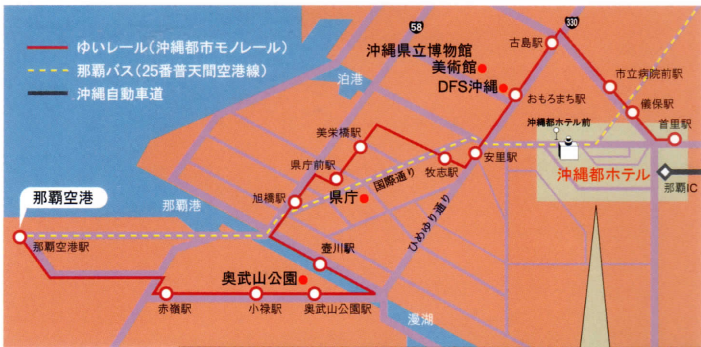 ゆいレール(沖縄都市モノレール)
那覇バス(25番普天間空港線)
沖縄自動車道
58
330
沖縄県立博物館
美術館
DFS沖縄
古島駅
市立病院前駅
おもろまち駅
儀保駅
首里駅
泊港
沖縄都ホテル前
沖縄都ホテル
那覇IC
美栄橋駅
県庁前駅
牧志駅
安里駅
旭橋駅
県庁
国際通り
ひめゆり通り
那覇空港
那覇港
那覇空港駅
壺川駅
奥武山公園
赤嶺駅
小禄駅
奥武山公園駅
漫湖